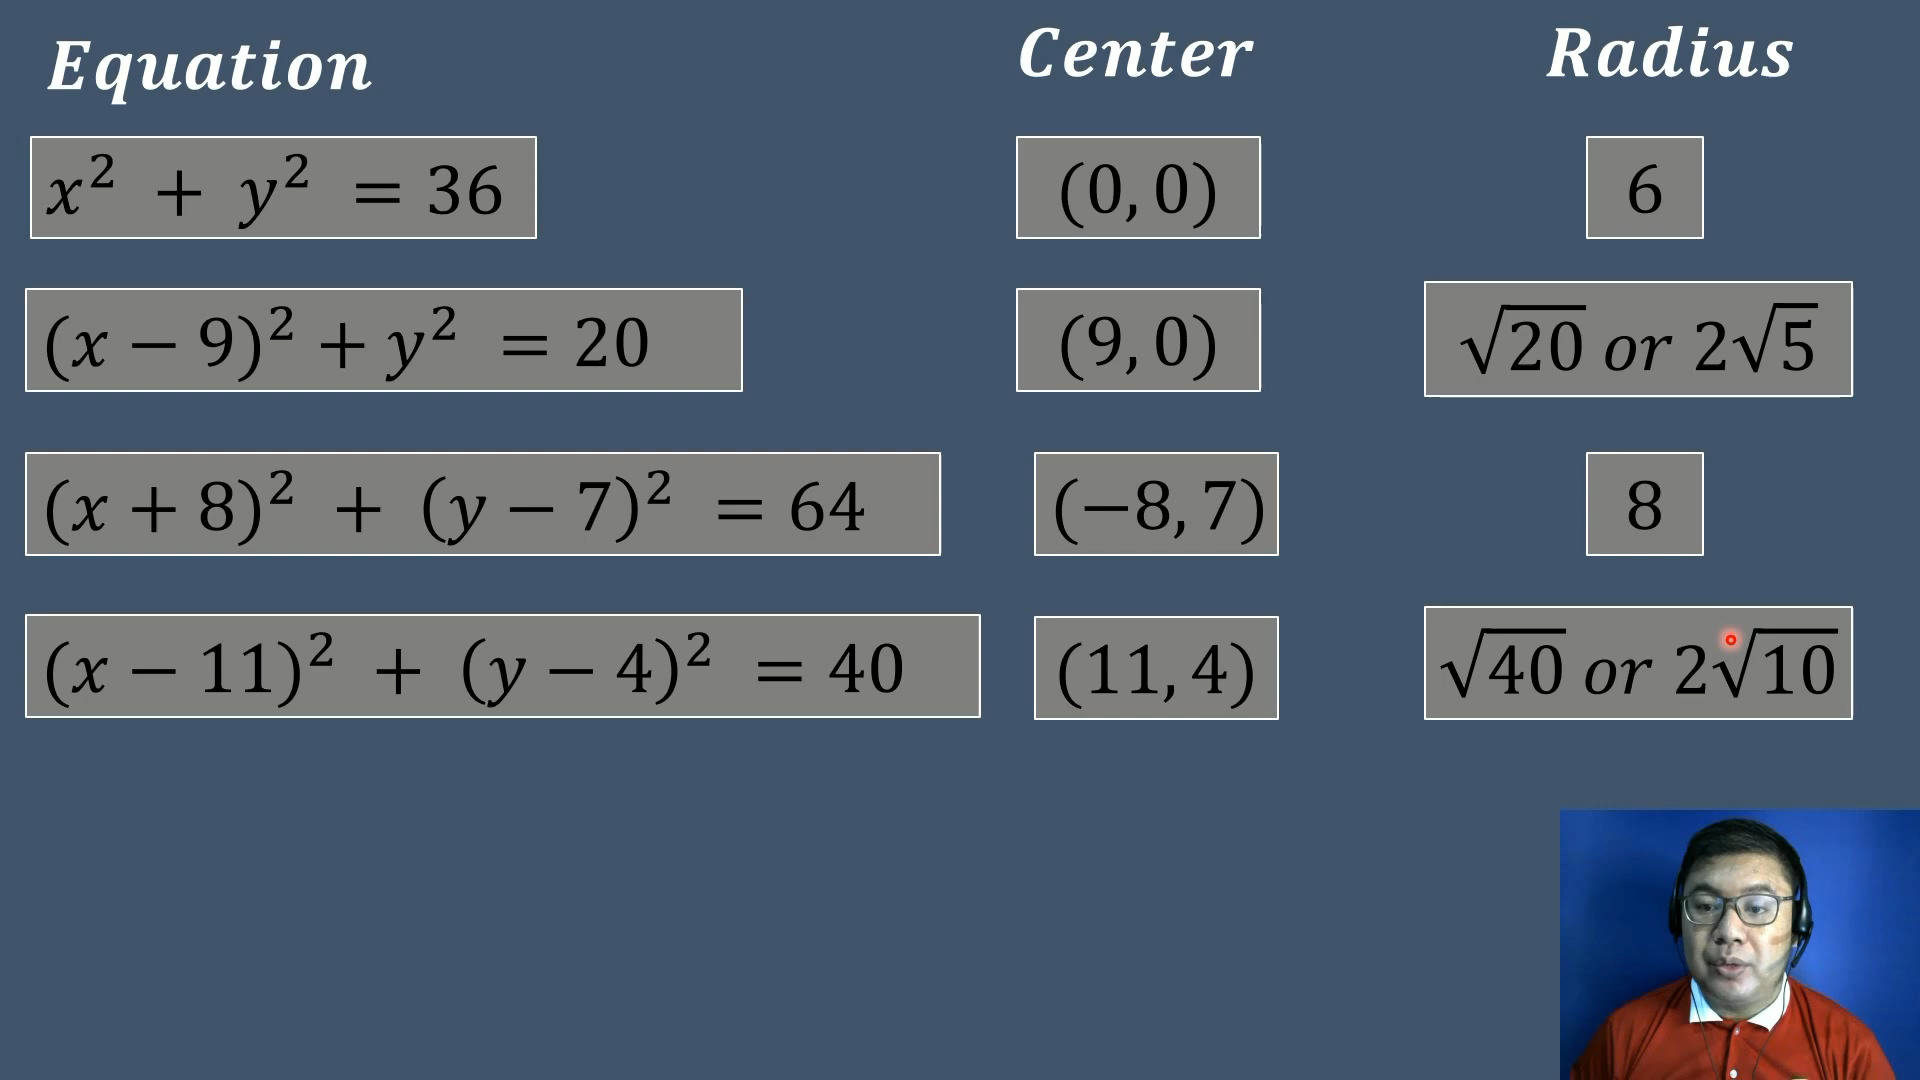 Equation Center Radius
x² + y² = 36 (0, 0) 6
(x − 9)² + y² = 20 (9, 0) √20 or 2√5
(x + 8)² + (y − 7)² = 64 (−8, 7) 8
(x − 11)² + (y − 4)² = 40 (11, 4) √40 or 2√10